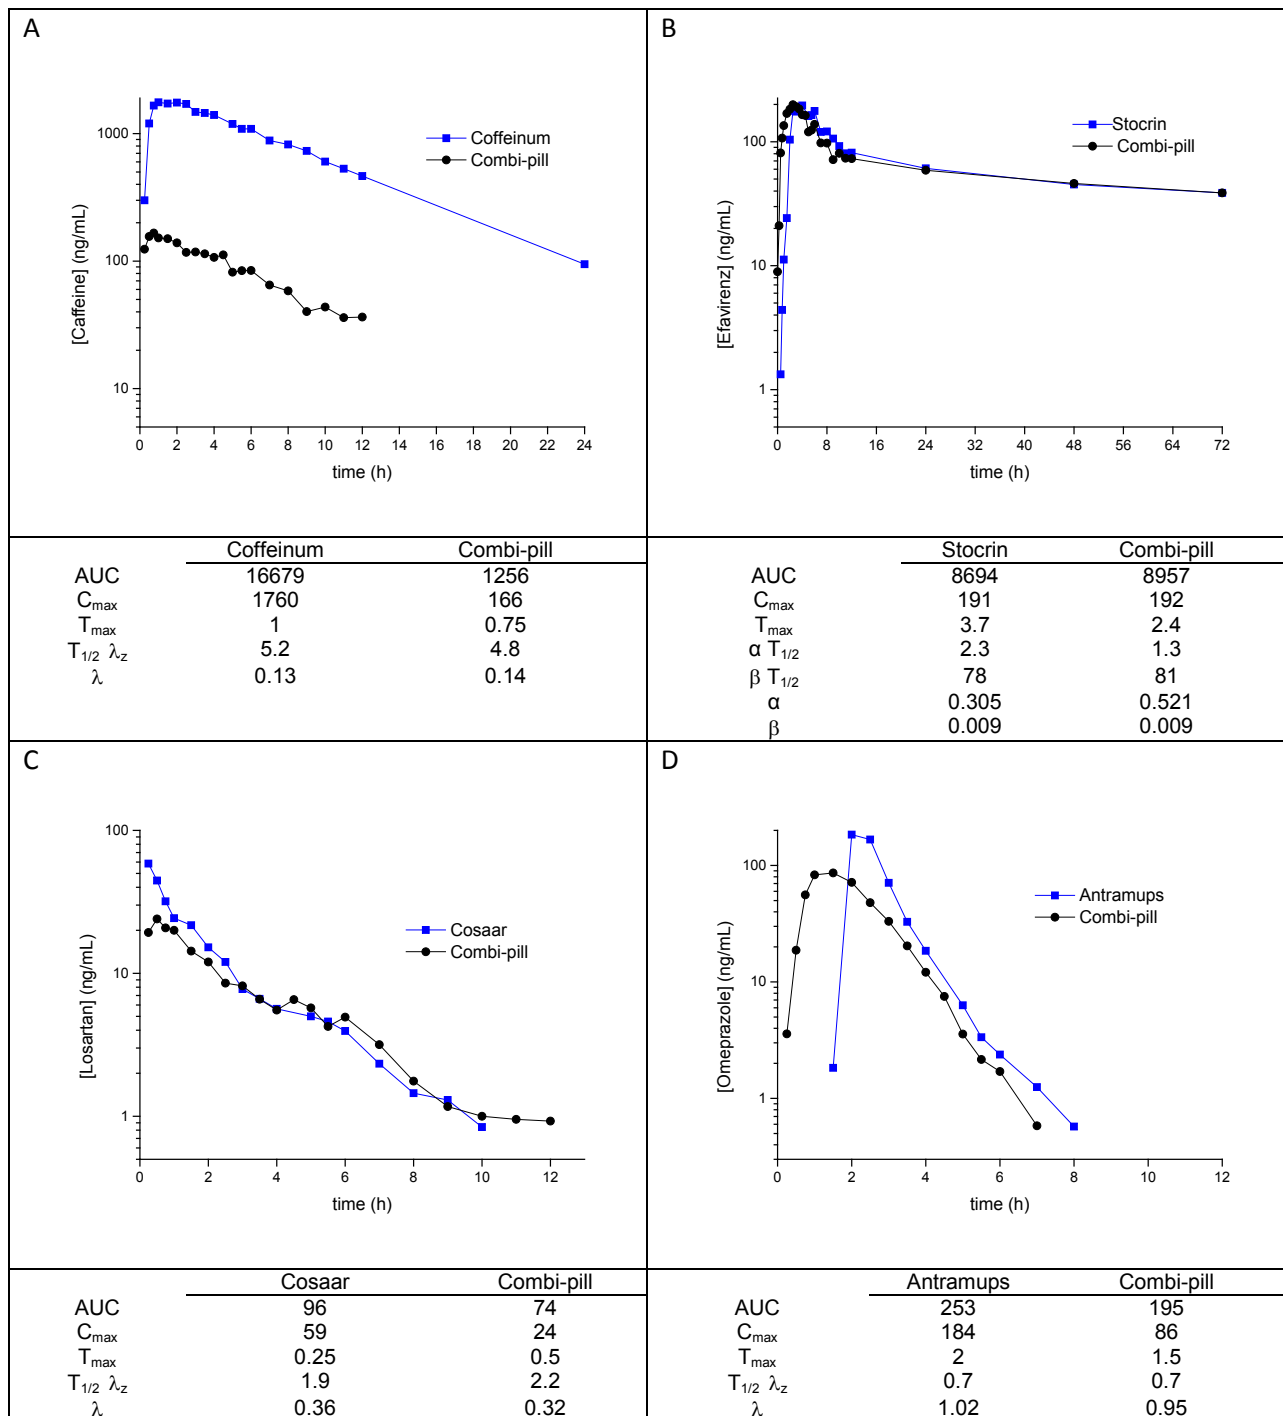 A
1000
100
10
[Caffeine] (ng/mL)
Coffeinum
Combi-pill
0 2 4 6 8 10 12 14 16 18 20 22 24
time (h)
Coffeinum Combi-pill
AUC 16679 1256
Cmax 1760 166
Tmax 1 0.75
T1/2 λz 5.2 4.8
λ 0.13 0.14
B
100
10
1
[Efavirenz] (ng/mL)
Stocrin
Combi-pill
0 8 16 24 32 40 48 56 64 72
time (h)
Stocrin Combi-pill
AUC 8694 8957
Cmax 191 192
Tmax 3.7 2.4
α T1/2 2.3 1.3
β T1/2 78 81
α 0.305 0.521
β 0.009 0.009
C
100
10
1
[Losartan] (ng/mL)
Cosaar
Combi-pill
0 2 4 6 8 10 12
time (h)
Cosaar Combi-pill
AUC 96 74
Cmax 59 24
Tmax 0.25 0.5
T1/2 λz 1.9 2.2
λ 0.36 0.32
D
100
10
1
[Omeprazole] (ng/mL)
Antramups
Combi-pill
0 2 4 6 8 10 12
time (h)
Antramups Combi-pill
AUC 253 195
Cmax 184 86
Tmax 2 1.5
T1/2 λz 0.7 0.7
λ 1.02 0.95